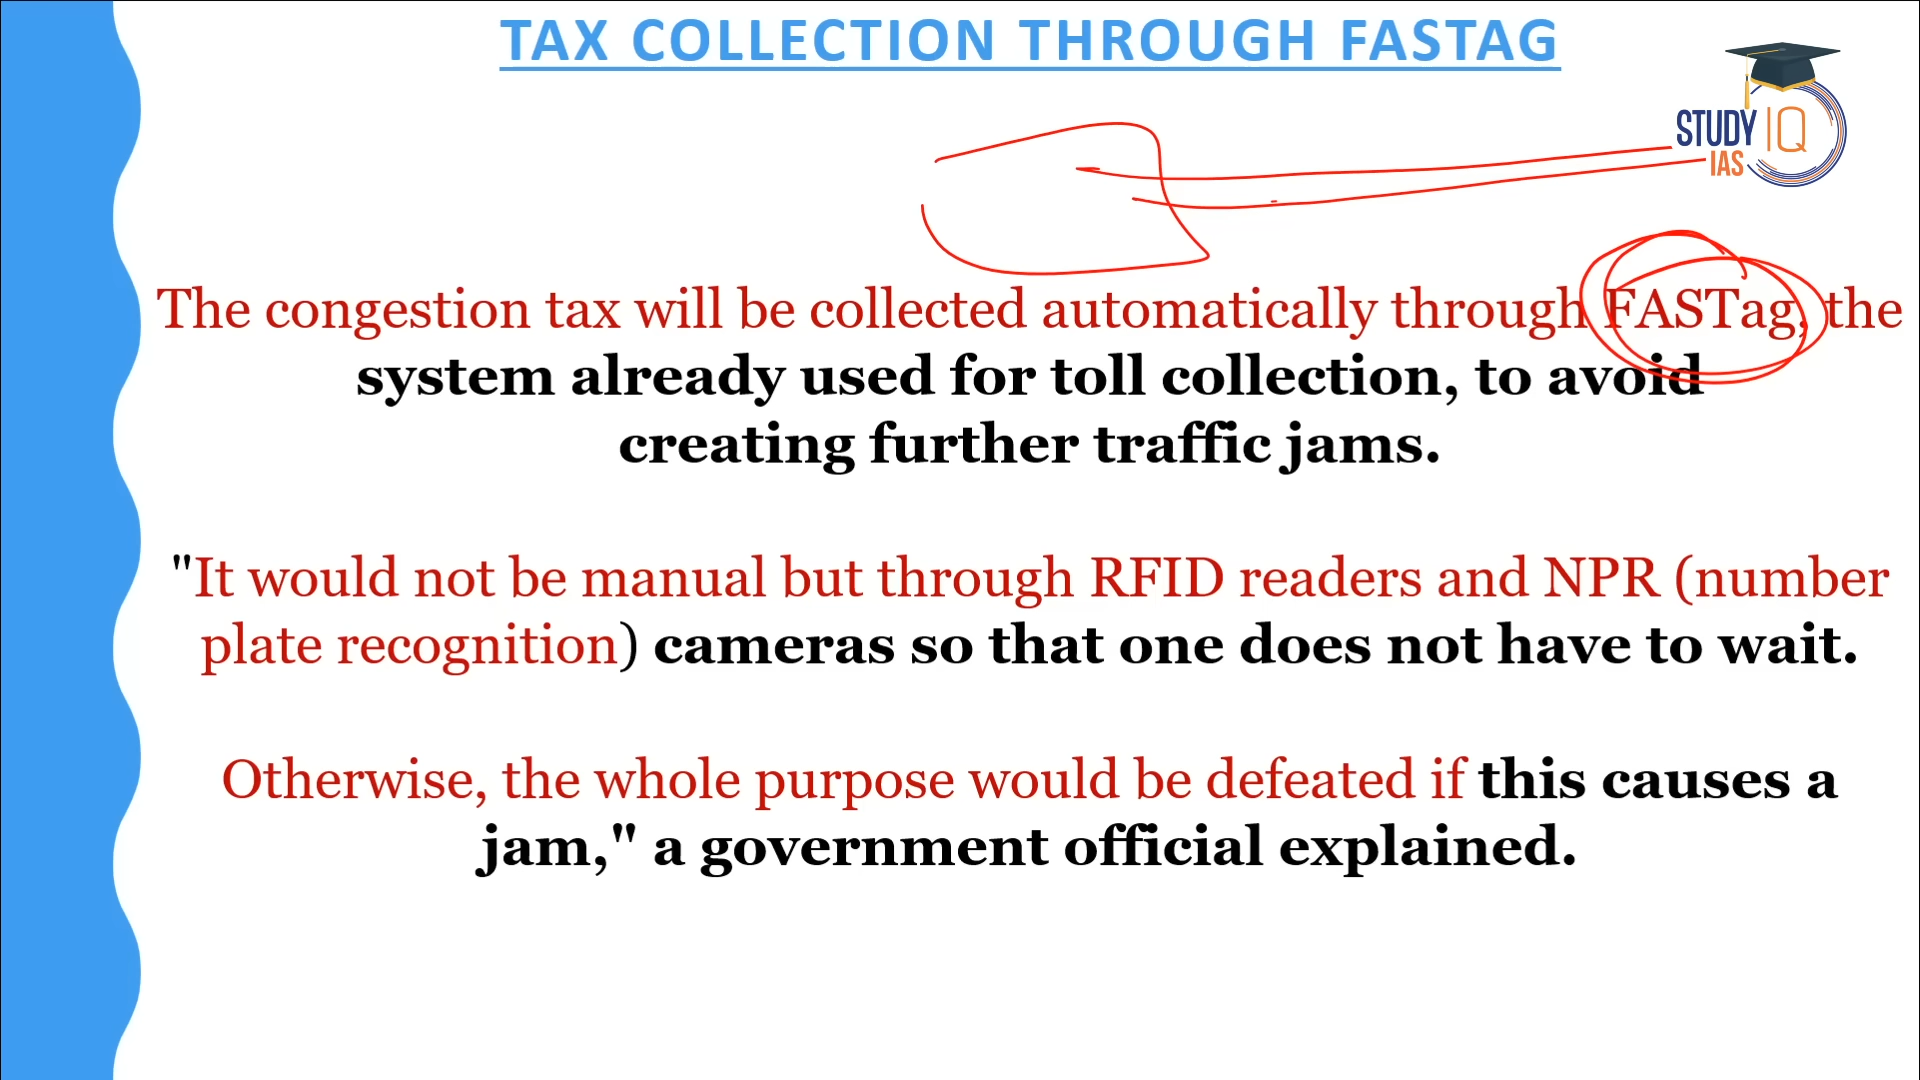 TAX COLLECTION THROUGH FASTAG
STUDY IQ
IAS
The congestion tax will be collected automatically through FASTag, the
system already used for toll collection, to avoid
creating further traffic jams.
"It would not be manual but through RFID readers and NPR (number
plate recognition) cameras so that one does not have to wait.
Otherwise, the whole purpose would be defeated if this causes a
jam," a government official explained.